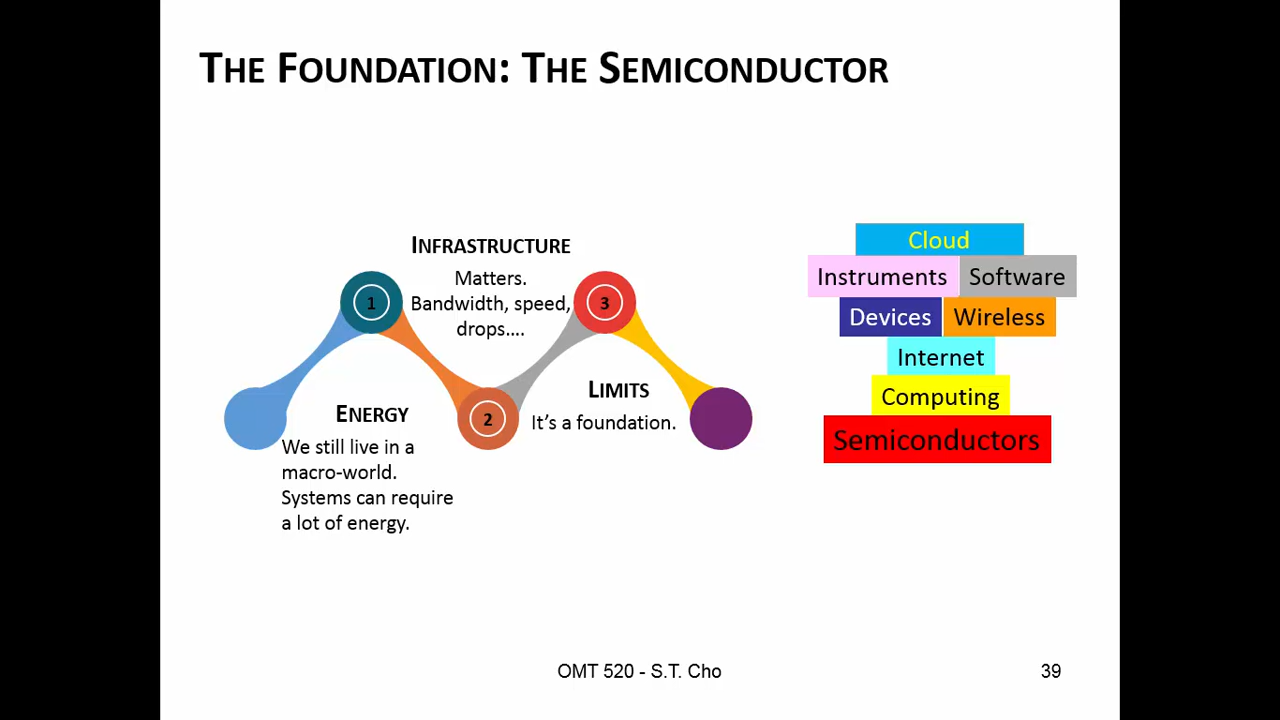 THE FOUNDATION: THE SEMICONDUCTOR
1
ENERGY
We still live in a
macro-world.
Systems can require
a lot of energy.
INFRASTRUCTURE
Matters.
Bandwidth, speed,
drops....
2
3
LIMITS
It's a foundation.
Cloud
Instruments Software
Devices Wireless
Internet
Computing
Semiconductors
OMT 520 - S.T. Cho
39